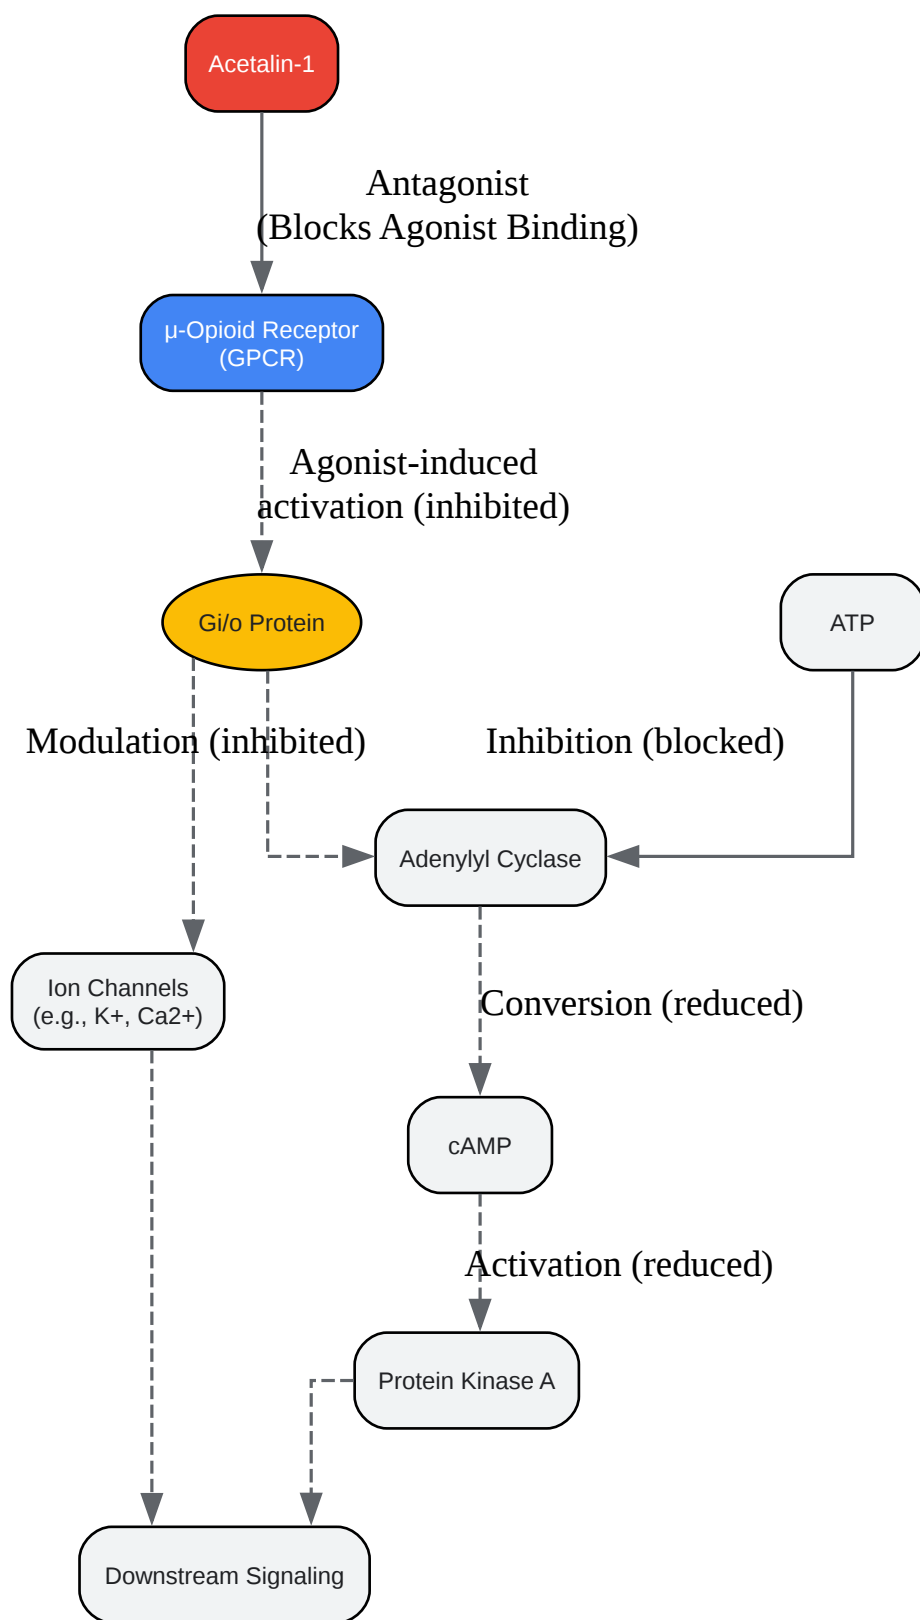 Acetalin-1
Antagonist
(Blocks Agonist Binding)
μ-Opioid Receptor
(GPCR)
Agonist-induced
activation (inhibited)
Gi/o Protein
ATP
Modulation (inhibited)
Inhibition (blocked)
Adenylyl Cyclase
Ion Channels
(e.g., K+, Ca2+)
Conversion (reduced)
cAMP
Activation (reduced)
Protein Kinase A
Downstream Signaling